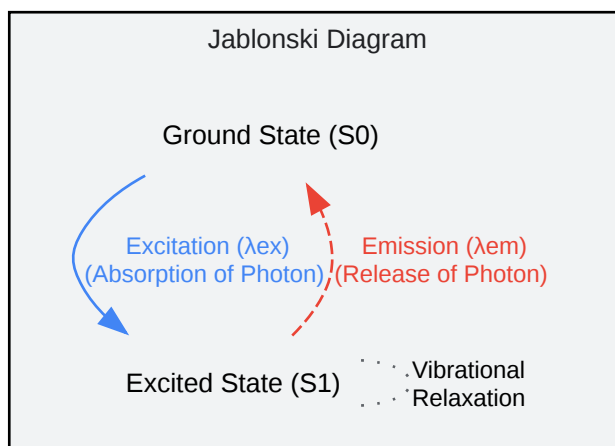 Jablonski Diagram
Ground State (S0)
Excitation (λex)
(Absorption of Photon)
Emission (λem)
(Release of Photon)
Excited State (S1)
Vibrational
Relaxation